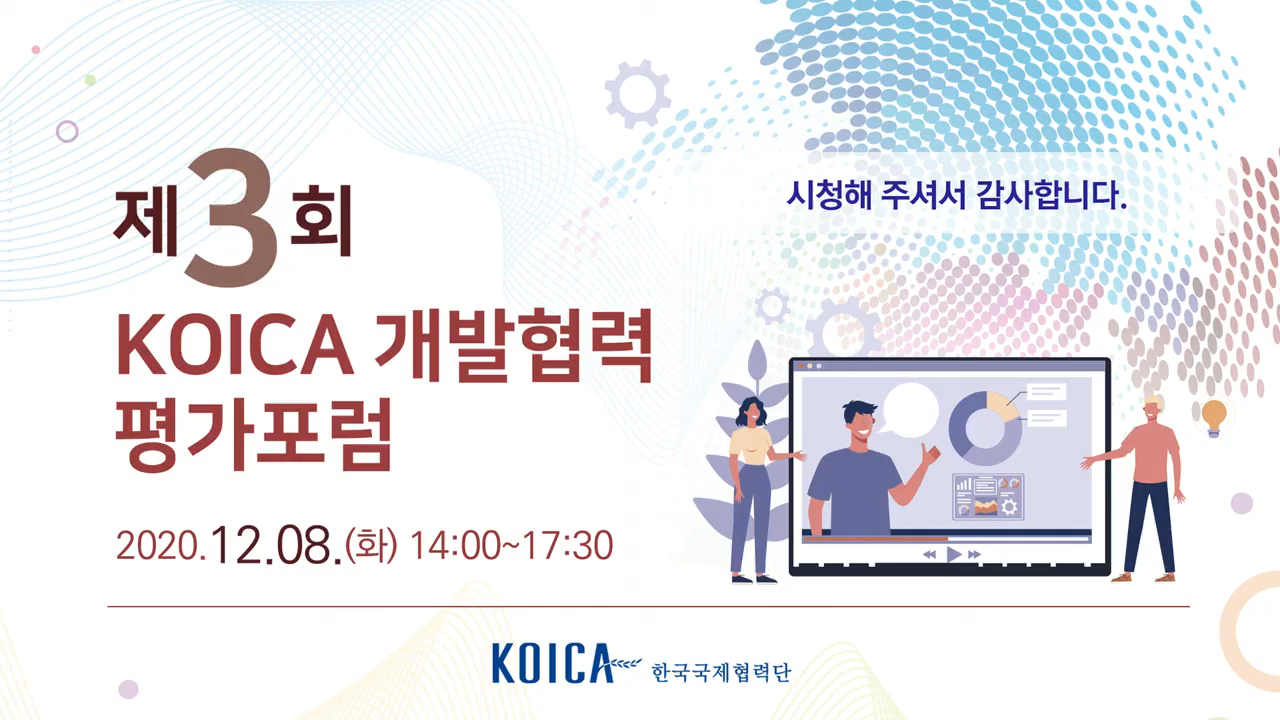 제3회
KOICA 개발협력
평가포럼
2020.12.08.(화) 14:00~17:30
시청해 주셔서 감사합니다.
KOICA 한국국제협력단